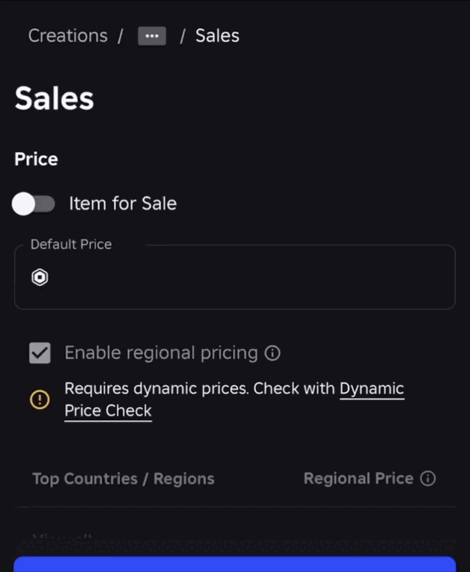 Creations / ... / Sales
Sales
Price
Item for Sale
Default Price
Enable regional pricing
Requires dynamic prices. Check with Dynamic
Price Check
Top Countries / Regions Regional Price